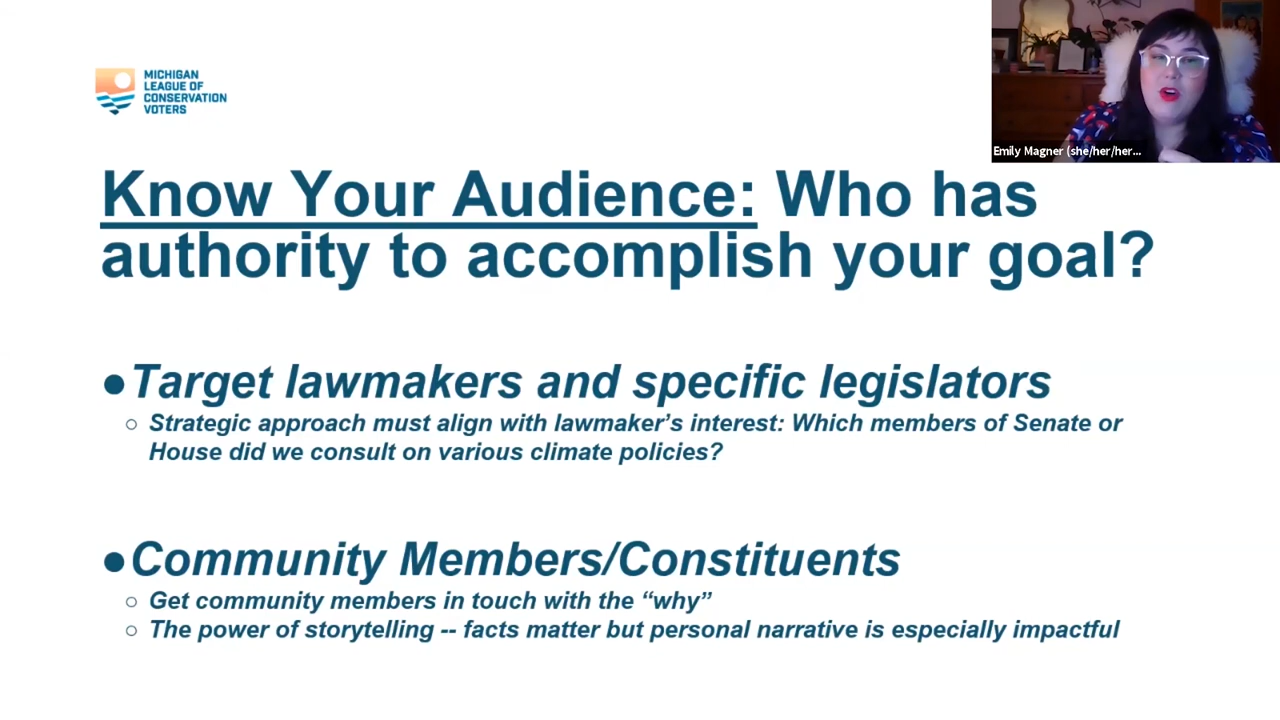 MICHIGAN
LEAGUE OF
CONSERVATION
VOTERS
Emily Magner (she/her/her...
Know Your Audience: Who has
authority to accomplish your goal?
●Target lawmakers and specific legislators
○ Strategic approach must align with lawmaker’s interest: Which members of Senate or
House did we consult on various climate policies?
●Community Members/Constituents
○ Get community members in touch with the “why”
○ The power of storytelling -- facts matter but personal narrative is especially impactful